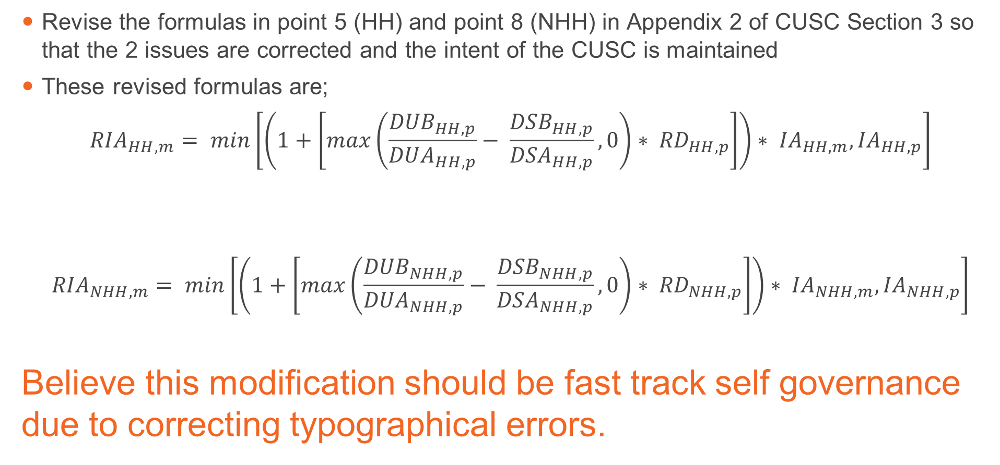 • Revise the formulas in point 5 (HH) and point 8 (NHH) in Appendix 2 of CUSC Section 3 so
that the 2 issues are corrected and the intent of the CUSC is maintained
• These revised formulas are;
$RIA_{HH,m} = min\left[\left(1 + \left[max\left(\frac{DUB_{HH,p}}{DUA_{HH,p}} - \frac{DSB_{HH,p}}{DSA_{HH,p}}, 0\right) * RD_{HH,p}\right]\right) * IA_{HH,m}, IA_{HH,p}\right]$
$RIA_{NHH,m} = min\left[\left(1 + \left[max\left(\frac{DUB_{NHH,p}}{DUA_{NHH,p}} - \frac{DSB_{NHH,p}}{DSA_{NHH,p}}, 0\right) * RD_{NHH,p}\right]\right) * IA_{NHH,m}, IA_{NHH,p}\right]$
Believe this modification should be fast track self governance
due to correcting typographical errors.